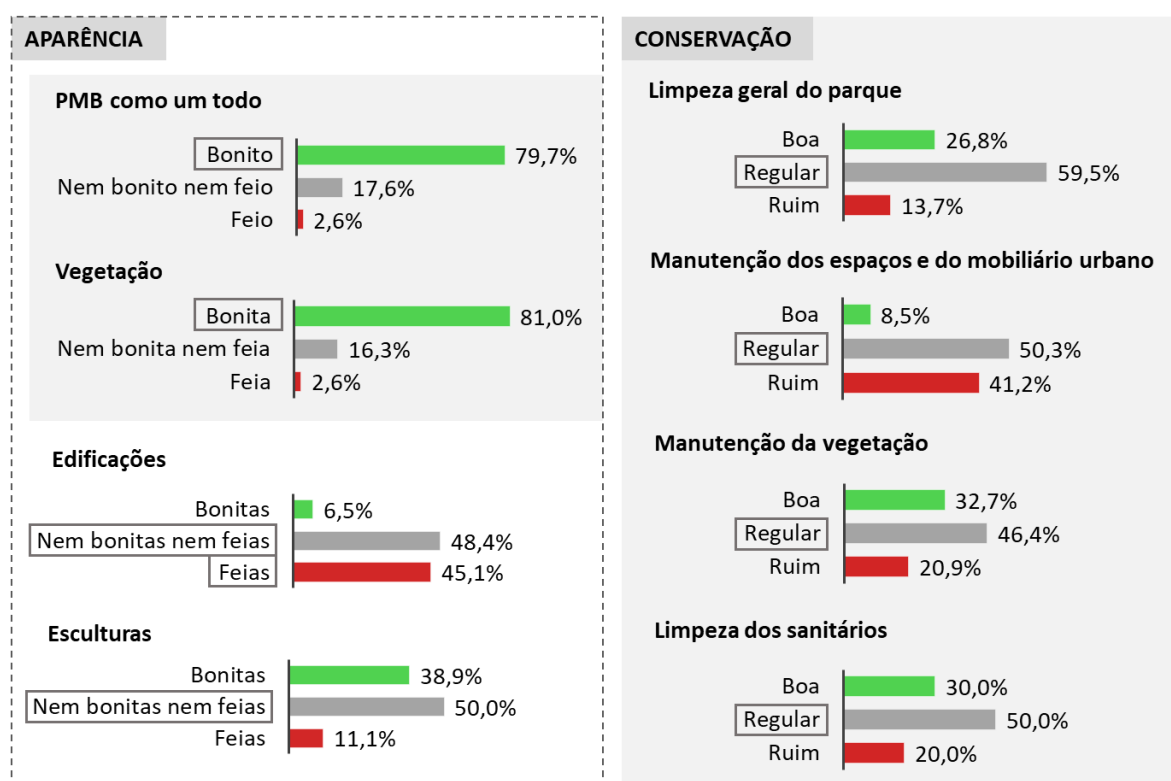 APARÊNCIA
PMB como um todo
Bonito 79,7%
Nem bonito nem feio 17,6%
Feio 2,6%
Vegetação
Bonita 81,0%
Nem bonita nem feia 16,3%
Feia 2,6%
Edificações
Bonitas 6,5%
Nem bonitas nem feias 48,4%
Feias 45,1%
Esculturas
Bonitas 38,9%
Nem bonitas nem feias 50,0%
Feias 11,1%
CONSERVAÇÃO
Limpeza geral do parque
Boa 26,8%
Regular 59,5%
Ruim 13,7%
Manutenção dos espaços e do mobiliário urbano
Boa 8,5%
Regular 50,3%
Ruim 41,2%
Manutenção da vegetação
Boa 32,7%
Regular 46,4%
Ruim 20,9%
Limpeza dos sanitários
Boa 30,0%
Regular 50,0%
Ruim 20,0%